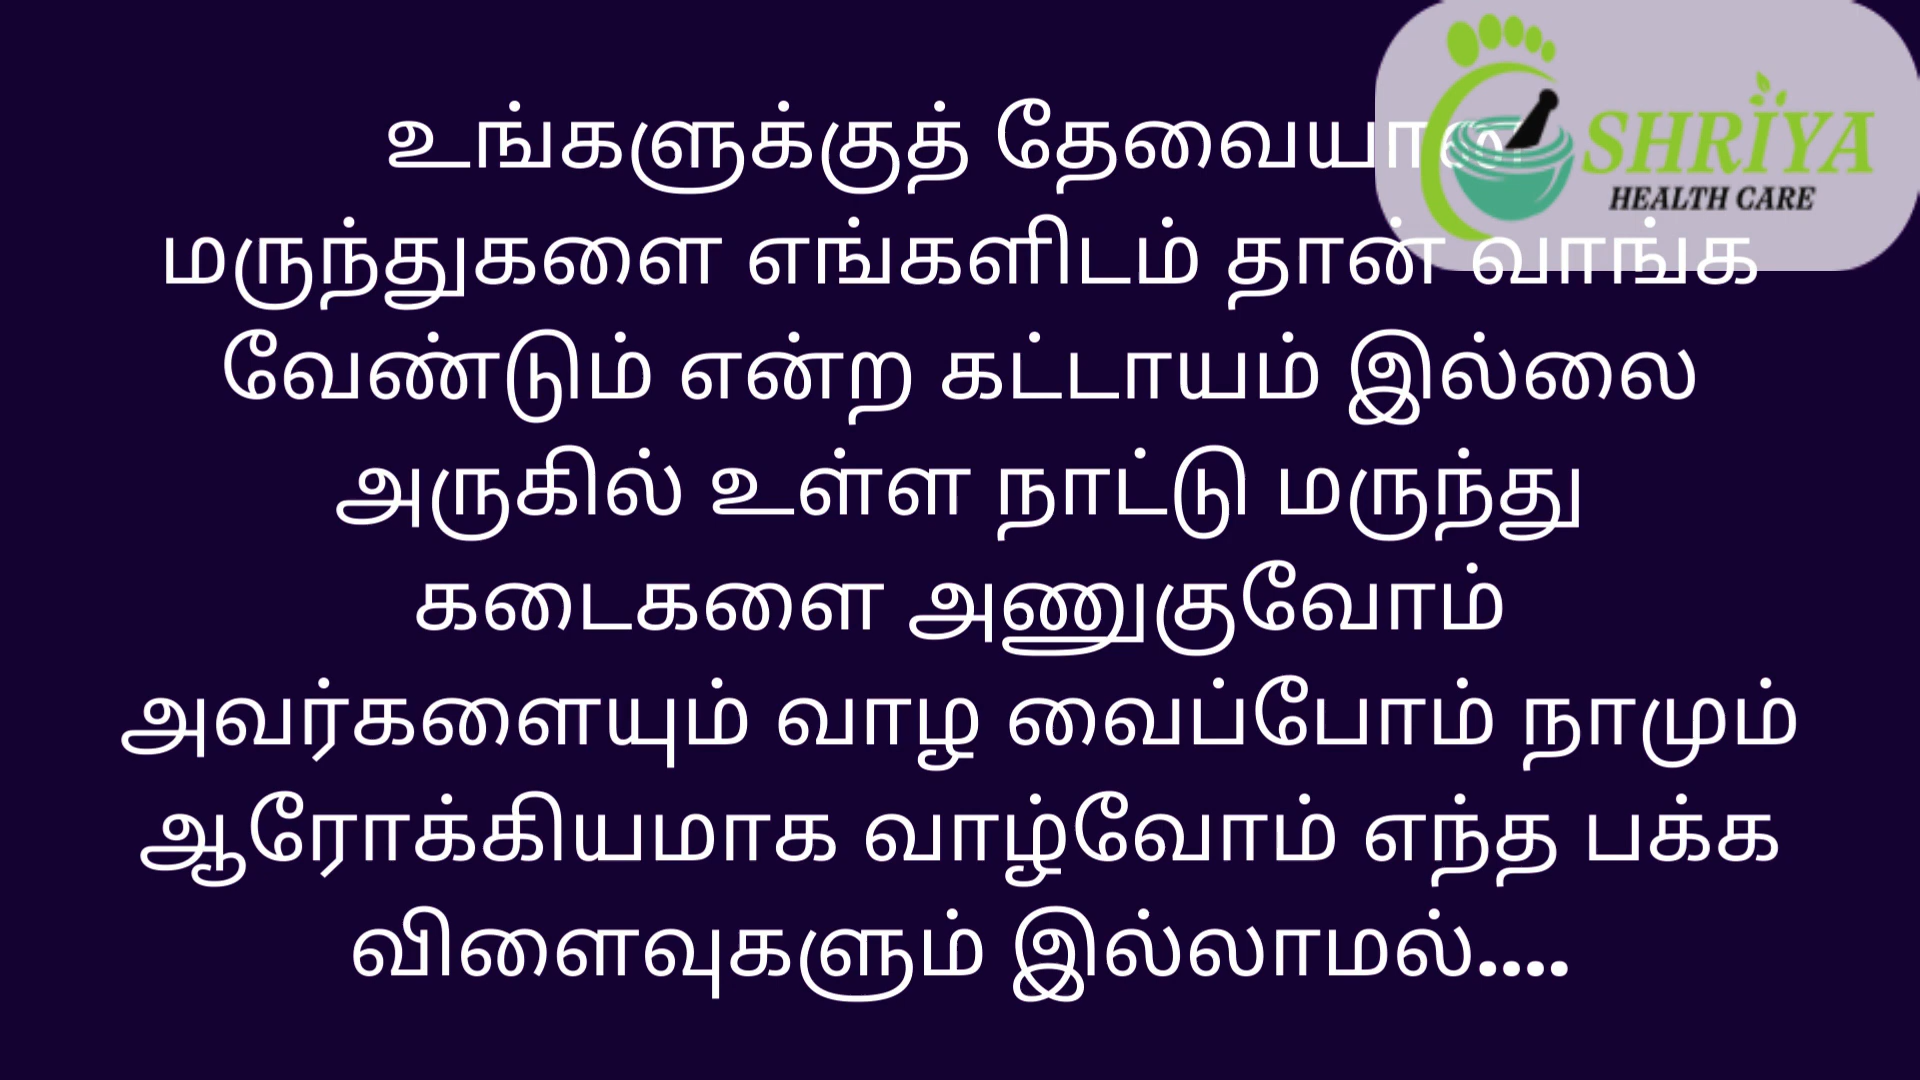 உங்களுக்குத் தேவையான
மருந்துகளை எங்களிடம் தான் வாங்க
வேண்டும் என்ற கட்டாயம் இல்லை
அருகில் உள்ள நாட்டு மருந்து
கடைகளை அணுகுவோம்
அவர்களையும் வாழ வைப்போம் நாமும்
ஆரோக்கியமாக வாழ்வோம் எந்த பக்க
விளைவுகளும் இல்லாமல்....
SHRIYA
HEALTH CARE